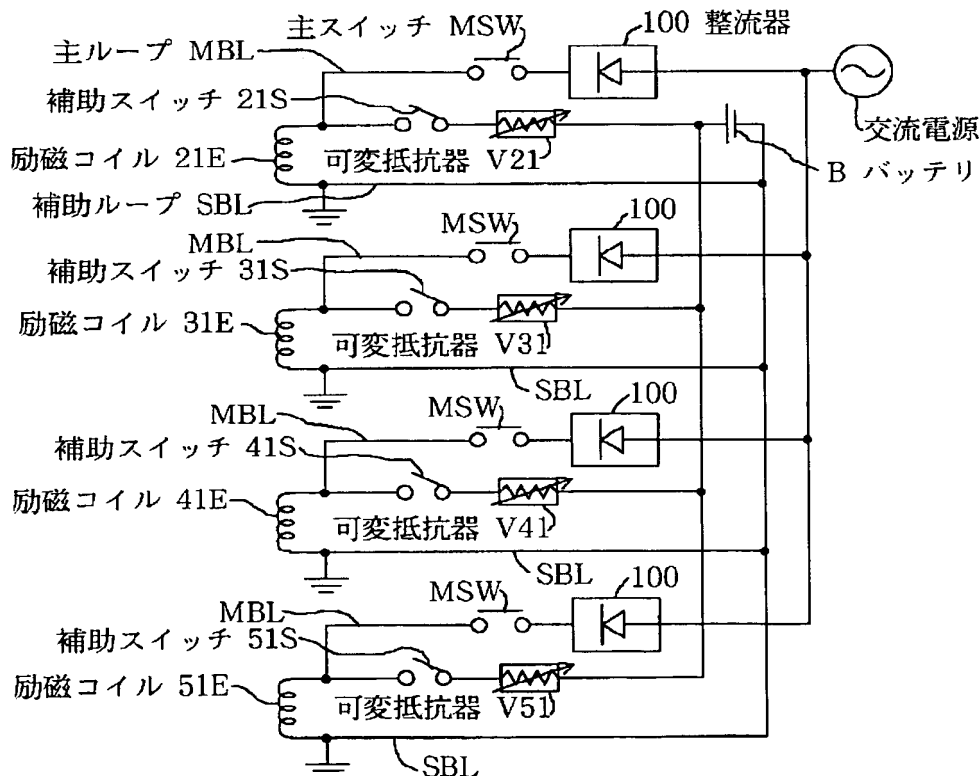 主スイッチ MSW
100 整流器
主ループ MBL
補助スイッチ 21S
交流電源
励磁コイル 21E
可変抵抗器 V21
B バッテリ
補助ループ SBL
MBL
MSW
100
補助スイッチ 31S
励磁コイル 31E
可変抵抗器 V31
SBL
MBL
MSW
100
補助スイッチ 41S
励磁コイル 41E
可変抵抗器 V41
SBL
MBL
MSW
100
補助スイッチ 51S
励磁コイル 51E
可変抵抗器 V51
SBL